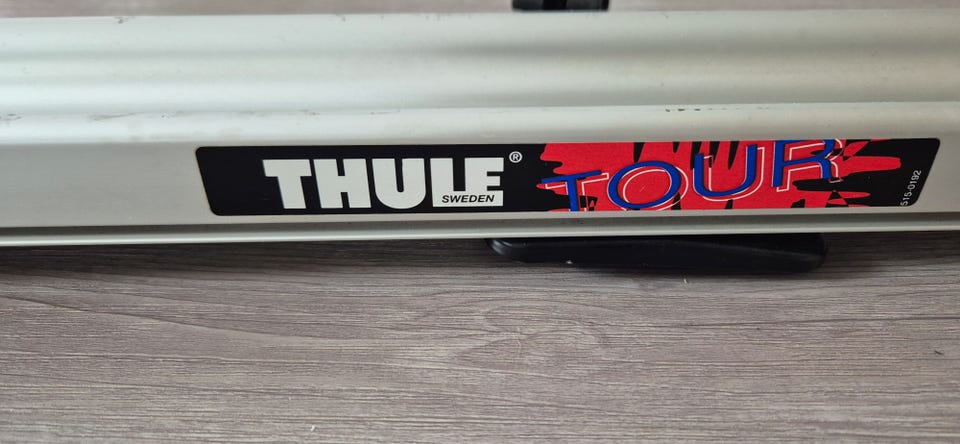 THULE®
SWEDEN
TOUR
515-0192